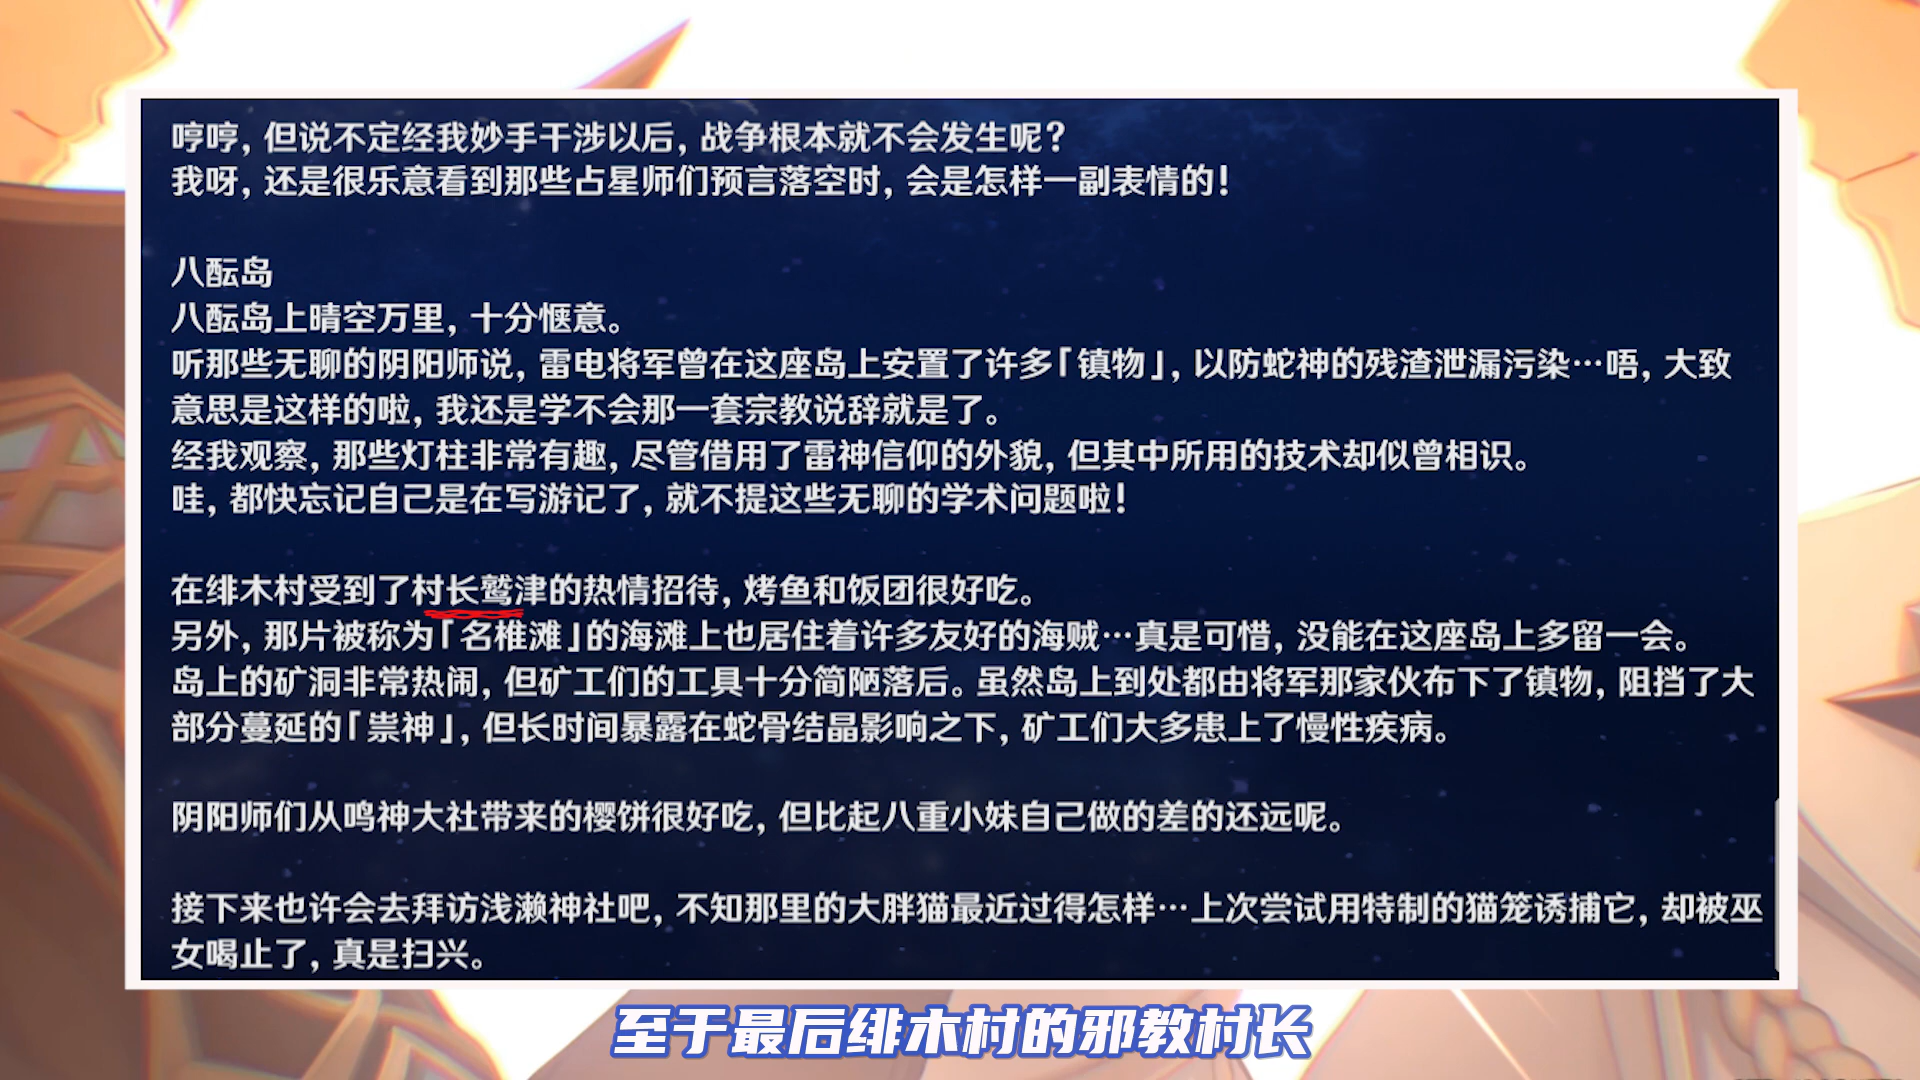 哼哼，但说不定经我妙手干涉以后，战争根本就不会发生呢？
我呀，还是很乐意看到那些占星师们预言落空时，会是怎样一副表情的！
八酝岛
八酝岛上晴空万里，十分惬意。
听那些无聊的阴阳师说，雷电将军曾在这座岛上安置了许多「镇物」，以防蛇神的残渣泄漏污染…唔，大致
意思是这样的啦，我还是学不会那一套宗教说辞就是了。
经我观察，那些灯柱非常有趣，尽管借用了雷神信仰的外貌，但其中所用的技术却似曾相识。
哇，都快忘记自己是在写游记了，就不提这些无聊的学术问题啦！
在绯木村受到了村长鹫津的热情招待，烤鱼和饭团很好吃。
另外，那片被称为「名椎滩」的海滩上也居住着许多友好的海贼…真是可惜，没能在这座岛上多留一会。
岛上的矿洞非常热闹，但矿工们的工具十分简陋落后。虽然岛上到处都由将军那家伙布下了镇物，阻挡了大
部分蔓延的「祟神」，但长时间暴露在蛇骨结晶影响之下，矿工们大多患上了慢性疾病。
阴阳师们从鸣神大社带来的樱饼很好吃，但比起八重小妹自己做的差的还远呢。
接下来也许会去拜访浅濑神社吧，不知那里的大胖猫最近过得怎样…上次尝试用特制的猫笼诱捕它，却被巫
女喝止了，真是扫兴。
至于最后绯木村的邪教村长